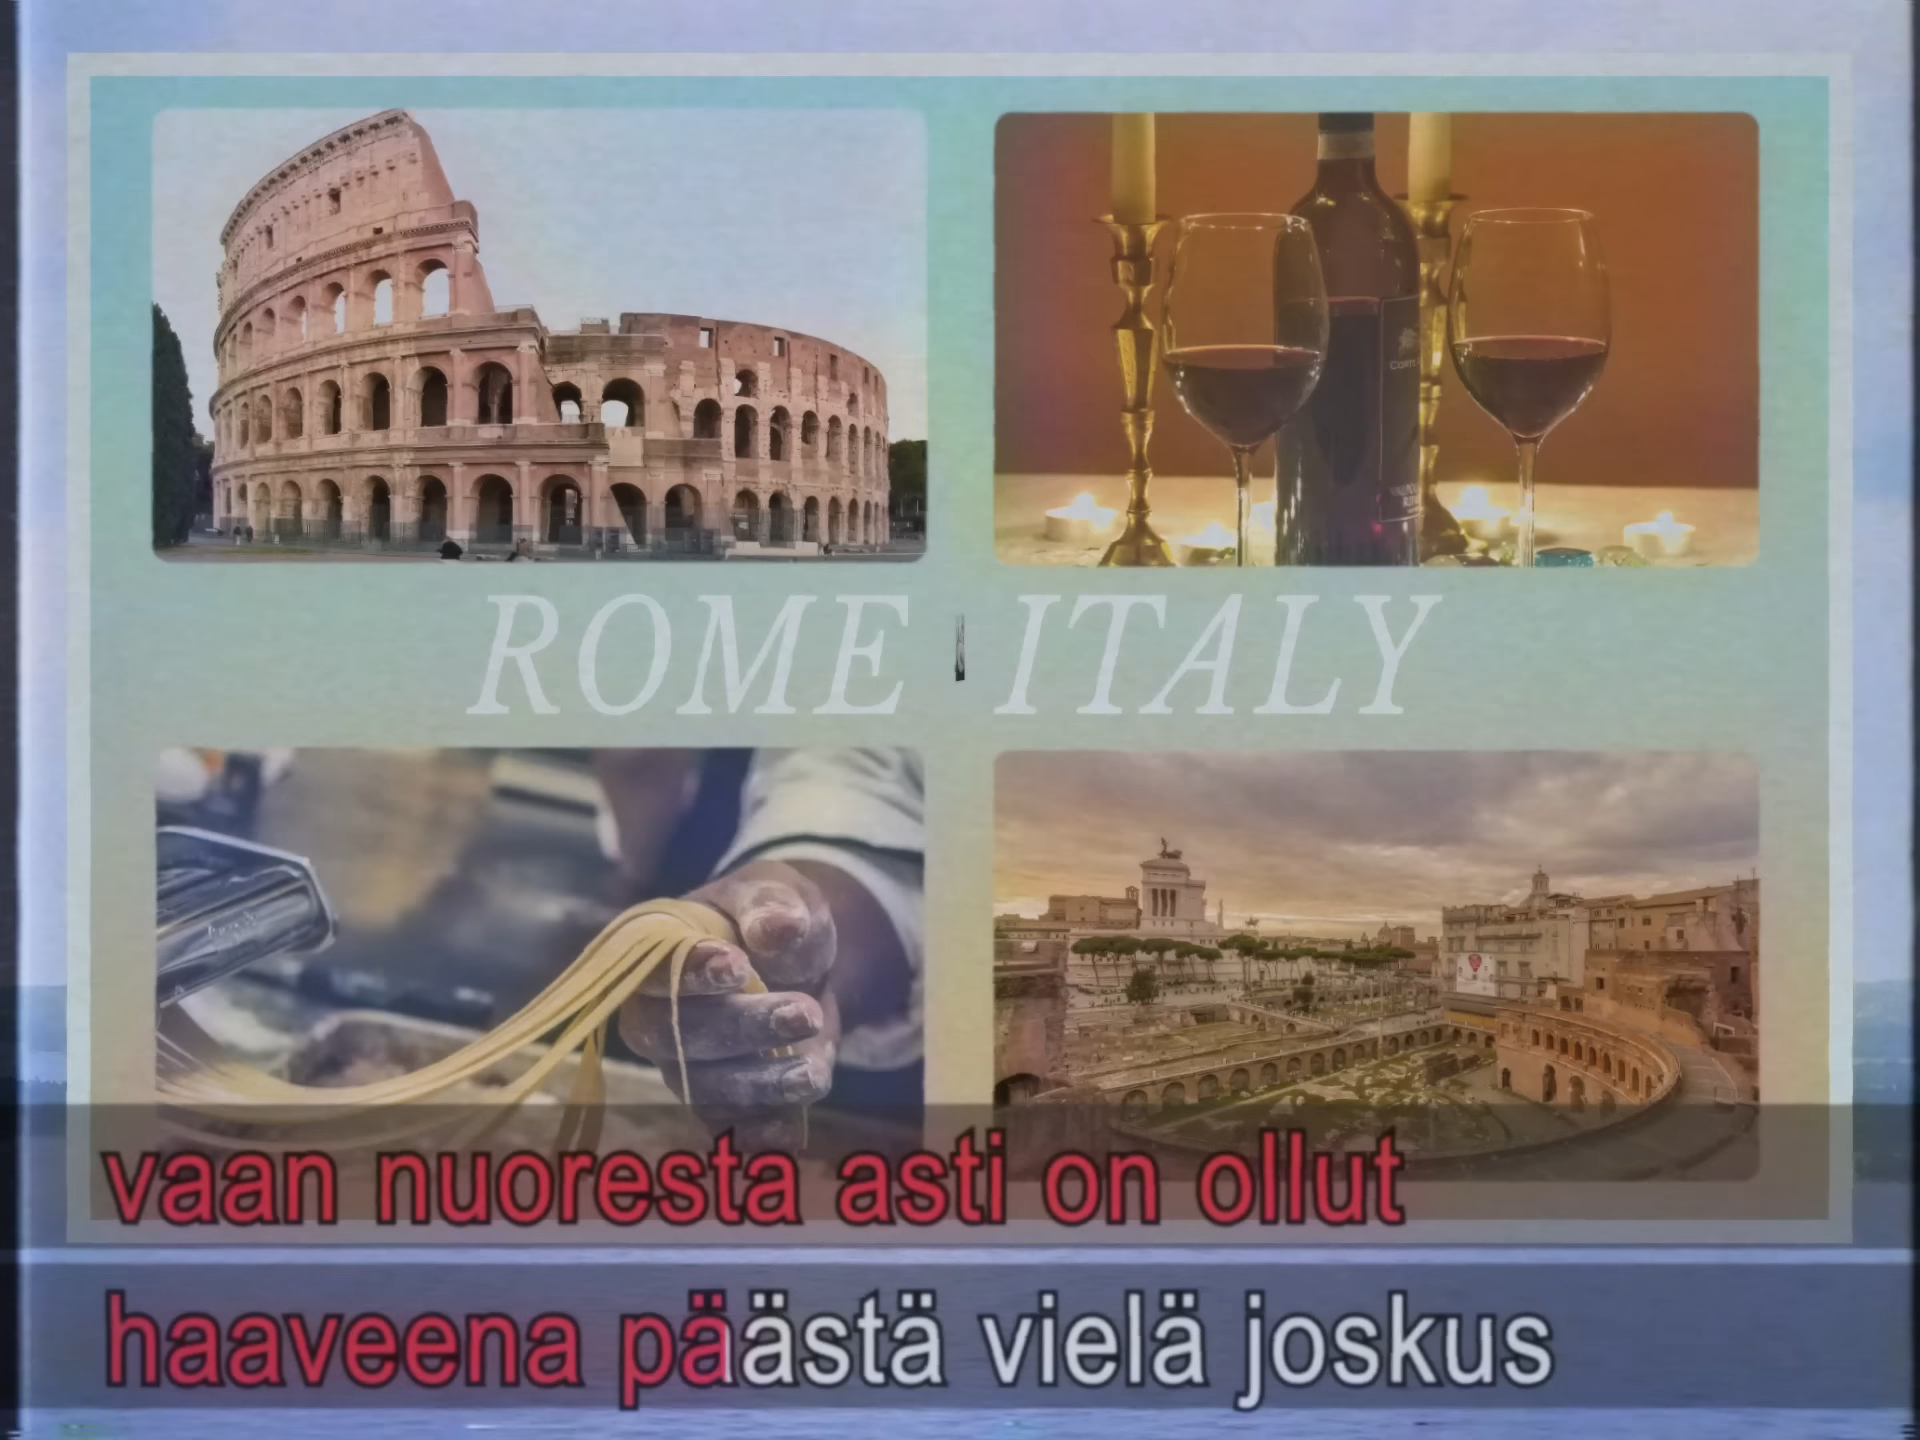 ROME ITALY
vaan nuoresta asti on ollut
haaveena päästä vielä joskus